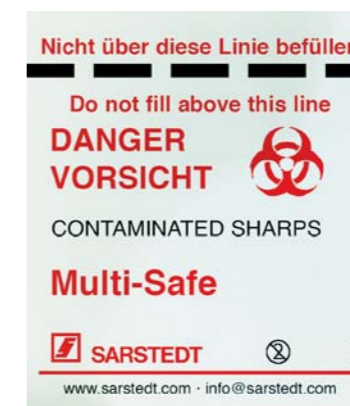 Nicht über diese Linie befüllen
Do not fill above this line
DANGER
VORSICHT
CONTAMINATED SHARPS
Multi-Safe
SARSTEDT
2
www.sarstedt.com · info@sarstedt.com